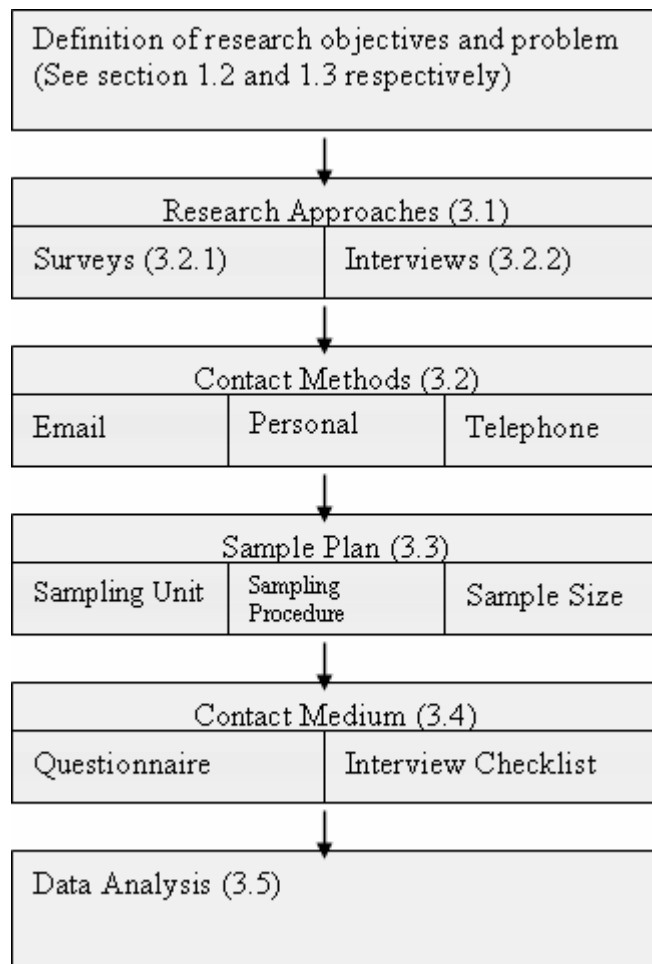 Definition of research objectives and problem
(See section 1.2 and 1.3 respectively)
Research Approaches (3.1)
Surveys (3.2.1)
Interviews (3.2.2)
Contact Methods (3.2)
Email
Personal
Telephone
Sample Plan (3.3)
Sampling Unit
Sampling
Procedure
Sample Size
Contact Medium (3.4)
Questionnaire
Interview Checklist
Data Analysis (3.5)